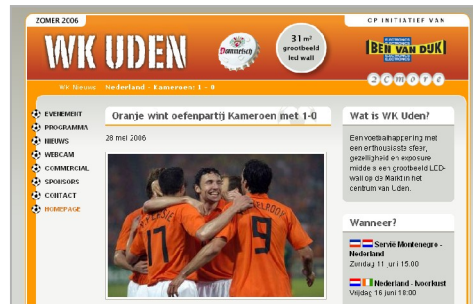 ZOMER 2006
OP INITIATIEF VAN
WK UDEN
Dommelsch
31 m²
grootbeeld
led wall
BEN VAN DIJK
2 C m o r e
WK Nieuws Nederland - Kameroen: 1 - 0
EVENEMENT
PROGRAMMA
NIEUWS
WEBCAM
COMMERCIAL
SPONSORS
CONTACT
HOMEPAGE
Oranje wint oefenpartij Kameroen met 1-0
28 mei 2006
17
9
Wat is WK Uden?
Een voetbalhappering met
een enthousiaste sfeer,
gezelligheid en exposure
middels een grootbeeld LED-
wall op de Markt in het
centrum van Uden.
Wanneer?
Servië Montenegro -
Nederland
Zondag 11 juni 15.00
Nederland - Ivoorkust
Vrijdag 16 juni 18:00